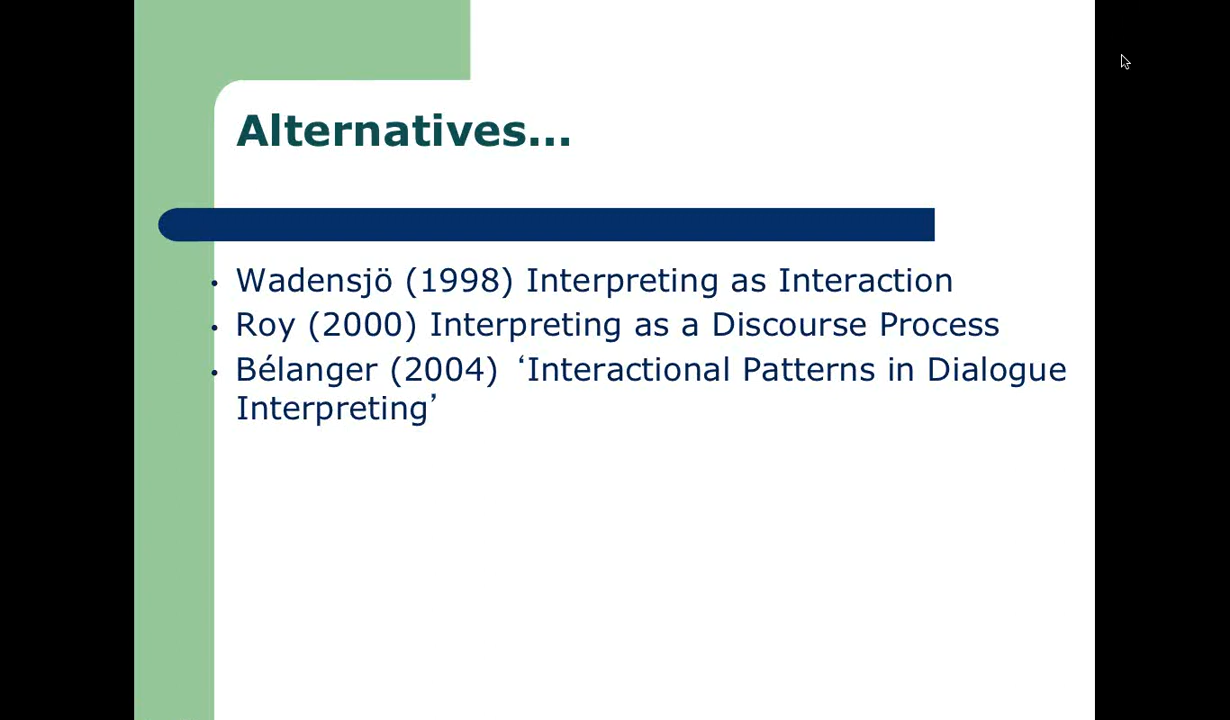 Alternatives...
• Wadensjö (1998) Interpreting as Interaction
• Roy (2000) Interpreting as a Discourse Process
• Bélanger (2004) ‘Interactional Patterns in Dialogue
Interpreting’